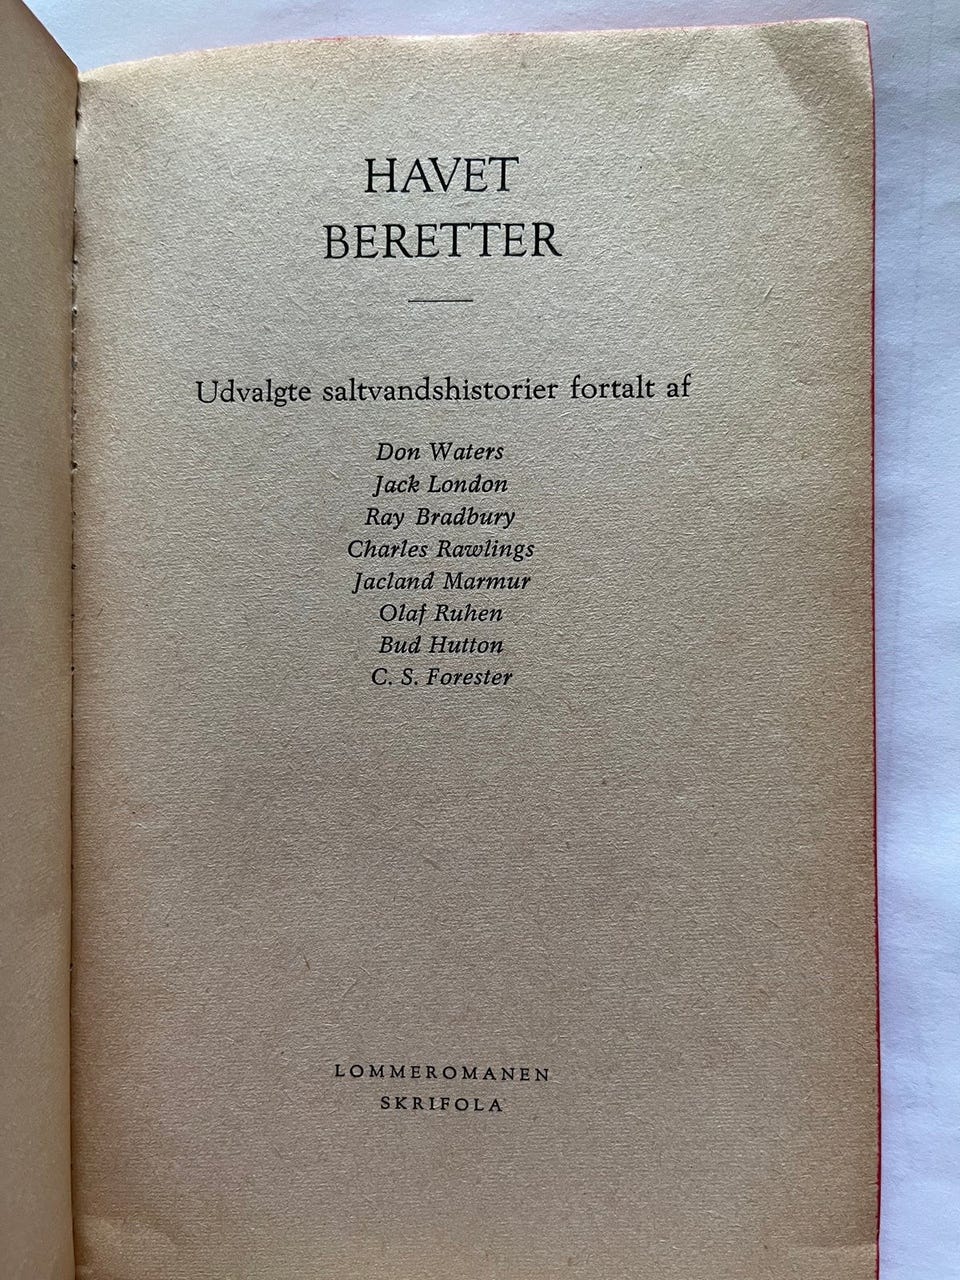 HAVET
BERETTER
Udvalgte saltvandshistorier fortalt af
Don Waters
Jack London
Ray Bradbury
Charles Rawlings
Jacland Marmur
Olaf Ruhen
Bud Hutton
C. S. Forester
LOMMEROMANEN
SKRIFOLA